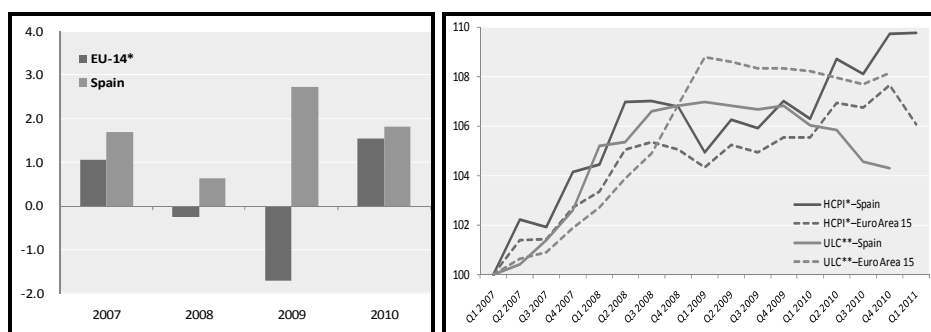 4.0
3.0
2.0
1.0
0.0
-1.0
-2.0
EU-14*
Spain
2007 2008 2009 2010
110
108
106
104
102
100
HCPI*–Spain
HCPI*–Euro Area 15
ULC**–Spain
ULC**–Euro Area 15
Q1 2007 Q2 2007 Q3 2007 Q4 2007 Q1 2008 Q2 2008 Q3 2008 Q4 2008 Q1 2009 Q2 2009 Q3 2009 Q4 2009 Q1 2010 Q2 2010 Q3 2010 Q4 2010 Q1 2011